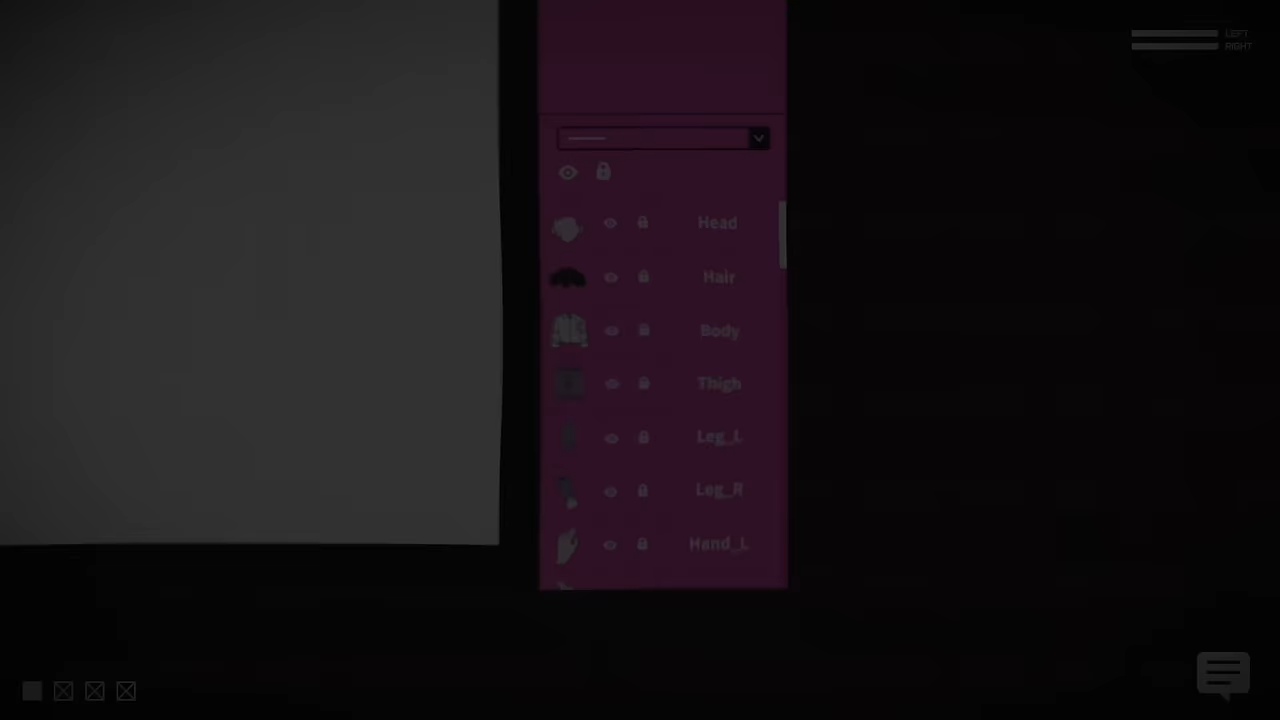 LEFT
RIGHT
Head
Hair
Body
Thigh
Leg_L
Leg_R
Hand_L